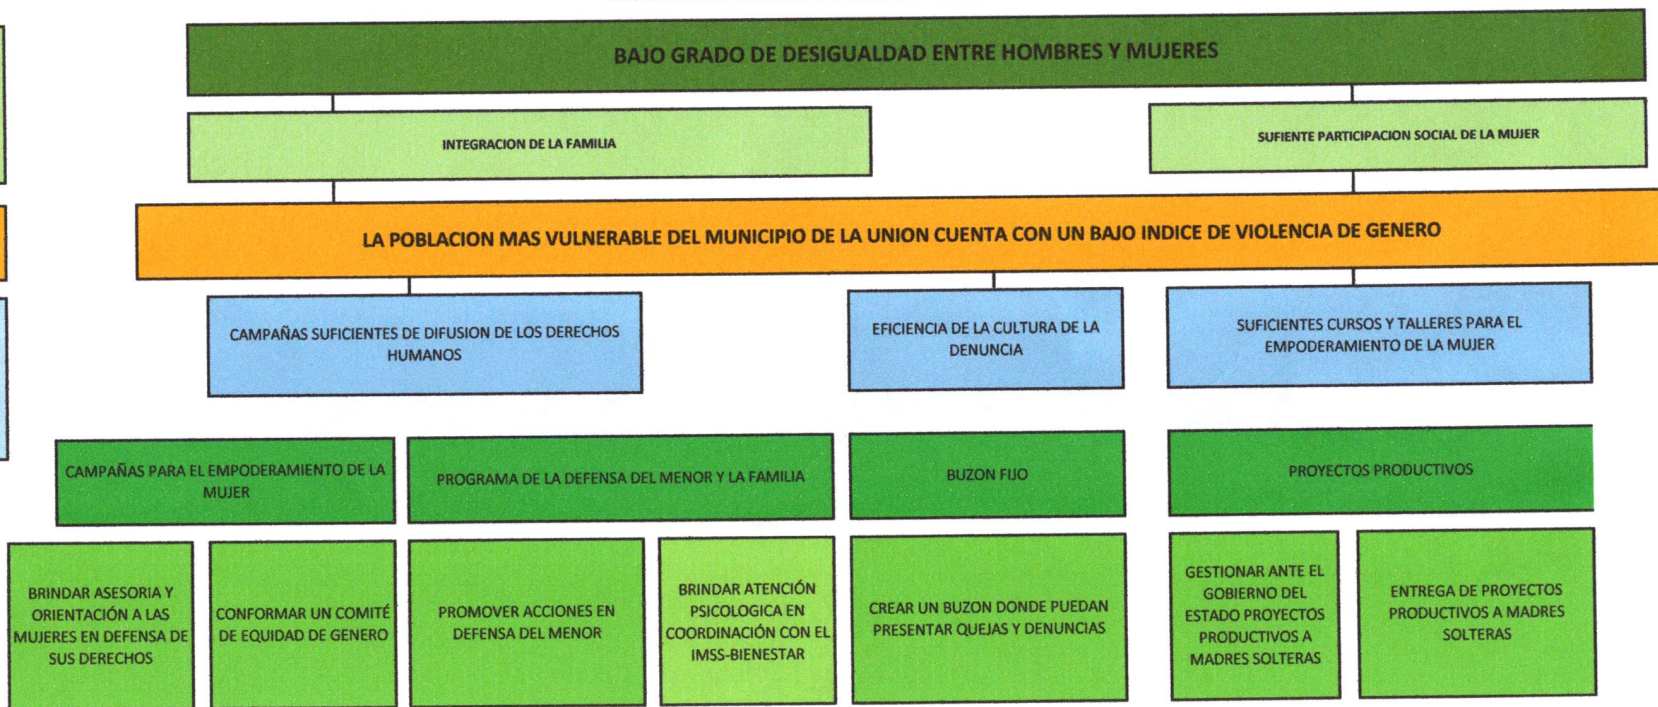 BAJO GRADO DE DESIGUALDAD ENTRE HOMBRES Y MUJERES
INTEGRACION DE LA FAMILIA
SUFIENTE PARTICIPACION SOCIAL DE LA MUJER
LA POBLACION MAS VULNERABLE DEL MUNICIPIO DE LA UNION CUENTA CON UN BAJO INDICE DE VIOLENCIA DE GENERO
CAMPAÑAS SUFICIENTES DE DIFUSION DE LOS DERECHOS
HUMANOS
EFICIENCIA DE LA CULTURA DE LA
DENUNCIA
SUFICIENTES CURSOS Y TALLERES PARA EL
EMPODERAMIENTO DE LA MUJER
CAMPAÑAS PARA EL EMPODERAMIENTO DE LA
MUJER
PROGRAMA DE LA DEFENSA DEL MENOR Y LA FAMILIA
BUZON FIJO
PROYECTOS PRODUCTIVOS
BRINDAR ASESORIA Y
ORIENTACIÓN A LAS
MUJERES EN DEFENSA DE
SUS DERECHOS
CONFORMAR UN COMITÉ
DE EQUIDAD DE GENERO
PROMOVER ACCIONES EN
DEFENSA DEL MENOR
BRINDAR ATENCIÓN
PSICOLOGICA EN
COORDINACIÓN CON EL
IMSS-BIENESTAR
CREAR UN BUZON DONDE PUEDAN
PRESENTAR QUEJAS Y DENUNCIAS
GESTIONAR ANTE EL
GOBIERNO DEL
ESTADO PROYECTOS
PRODUCTIVOS A
MADRES SOLTERAS
ENTREGA DE PROYECTOS
PRODUCTIVOS A MADRES
SOLTERAS